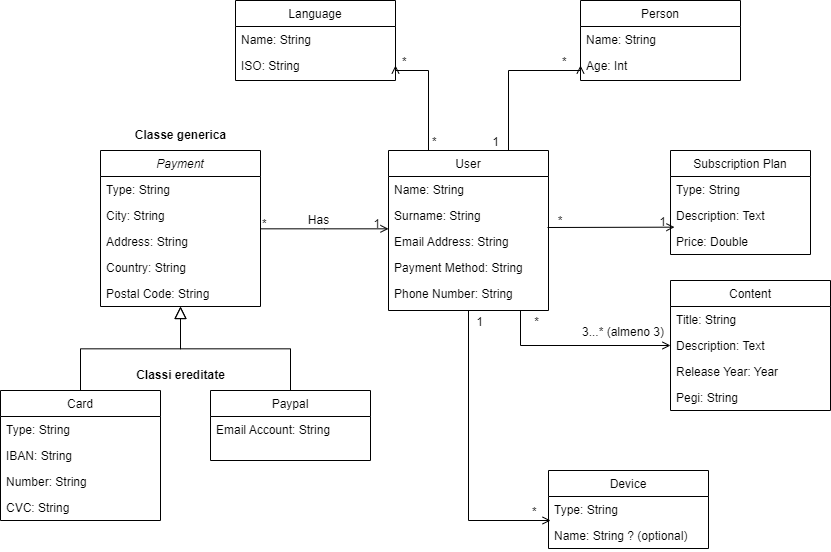 Language
Name: String
ISO: String
*
*
Person
Name: String
Age: Int
*
1
Classe generica
Payment
Type: String
City: String
Address: String
Country: String
Postal Code: String
*
Has
1
User
Name: String
Surname: String
Email Address: String
Payment Method: String
Phone Number: String
*
1
Subscription Plan
Type: String
Description: Text
Price: Double
1
*
3...* (almeno 3)
Content
Title: String
Description: Text
Release Year: Year
Pegi: String
Classi ereditate
Card
Type: String
IBAN: String
Number: String
CVC: String
Paypal
Email Account: String
*
Device
Type: String
Name: String ? (optional)